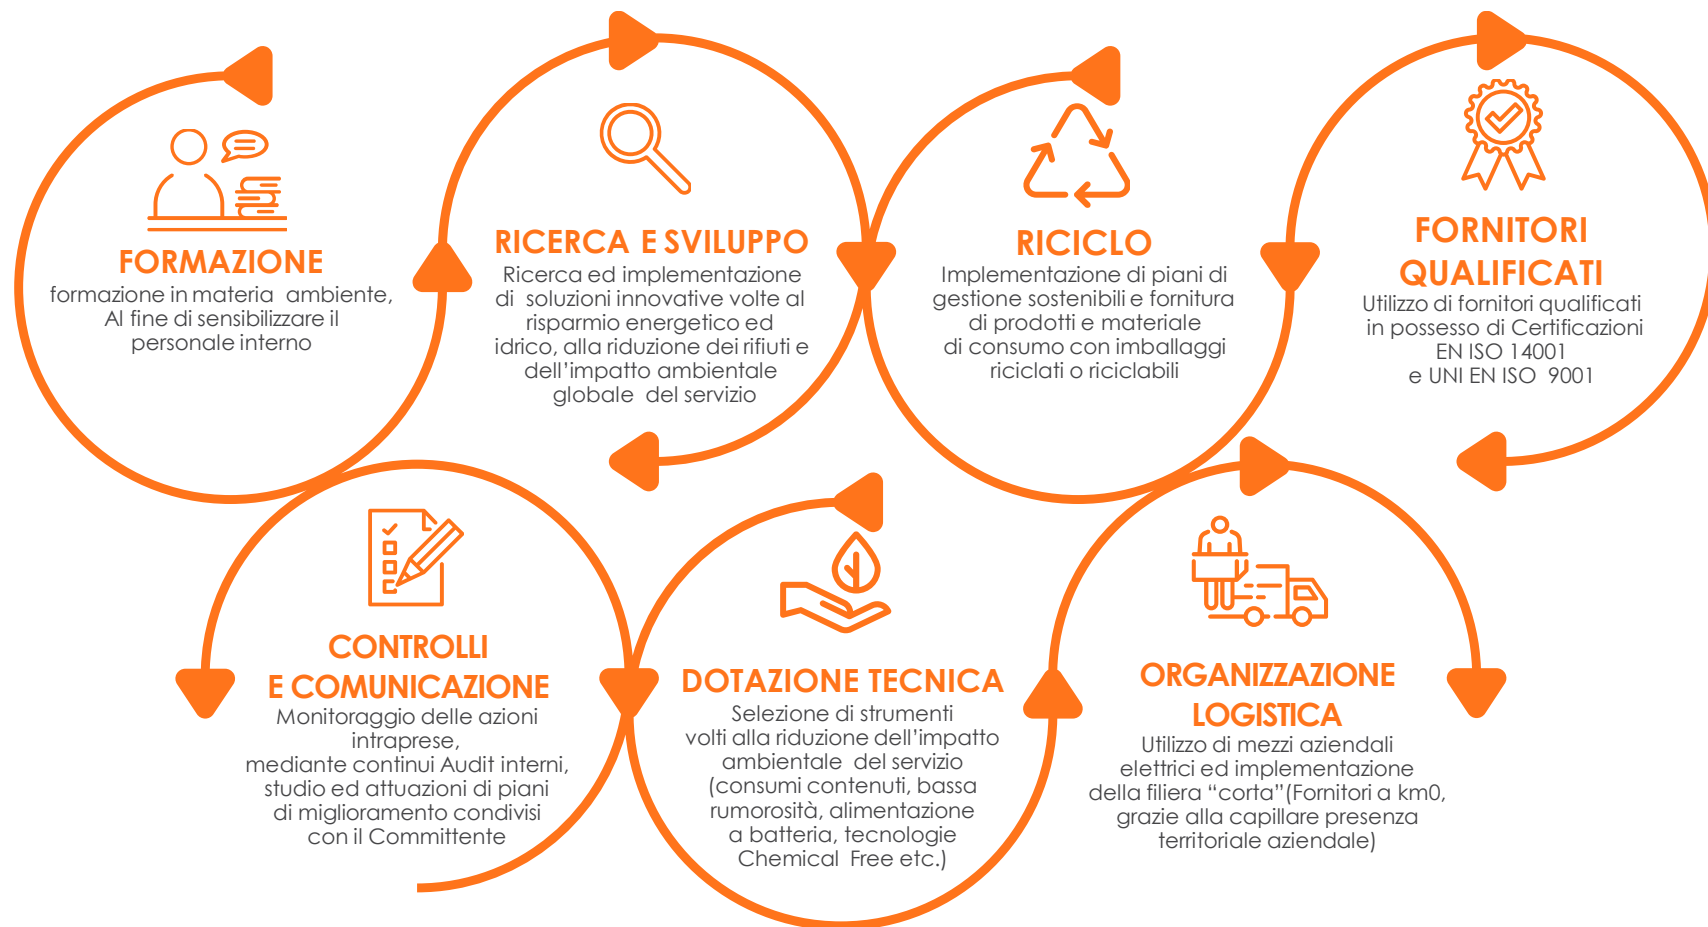 FORMAZIONE
formazione in materia ambiente,
Al fine di sensibilizzare il
personale interno
RICERCA E SVILUPPO
Ricerca ed implementazione
di soluzioni innovative volte al
risparmio energetico ed
idrico, alla riduzione dei rifiuti e
dell’impatto ambientale
globale del servizio
RICICLO
Implementazione di piani di
gestione sostenibili e fornitura
di prodotti e materiale
di consumo con imballaggi
riciclati o riciclabili
FORNITORI
QUALIFICATI
Utilizzo di fornitori qualificati
in possesso di Certificazioni
EN ISO 14001
e UNI EN ISO 9001
CONTROLLI
E COMUNICAZIONE
Monitoraggio delle azioni
intraprese,
mediante continui Audit interni,
studio ed attuazioni di piani
di miglioramento condivisi
con il Committente
DOTAZIONE TECNICA
Selezione di strumenti
volti alla riduzione dell’impatto
ambientale del servizio
(consumi contenuti, bassa
rumorosità, alimentazione
a batteria, tecnologie
Chemical Free etc.)
ORGANIZZAZIONE
LOGISTICA
Utilizzo di mezzi aziendali
elettrici ed implementazione
della filiera “corta”(Fornitori a km0,
grazie alla capillare presenza
territoriale aziendale)